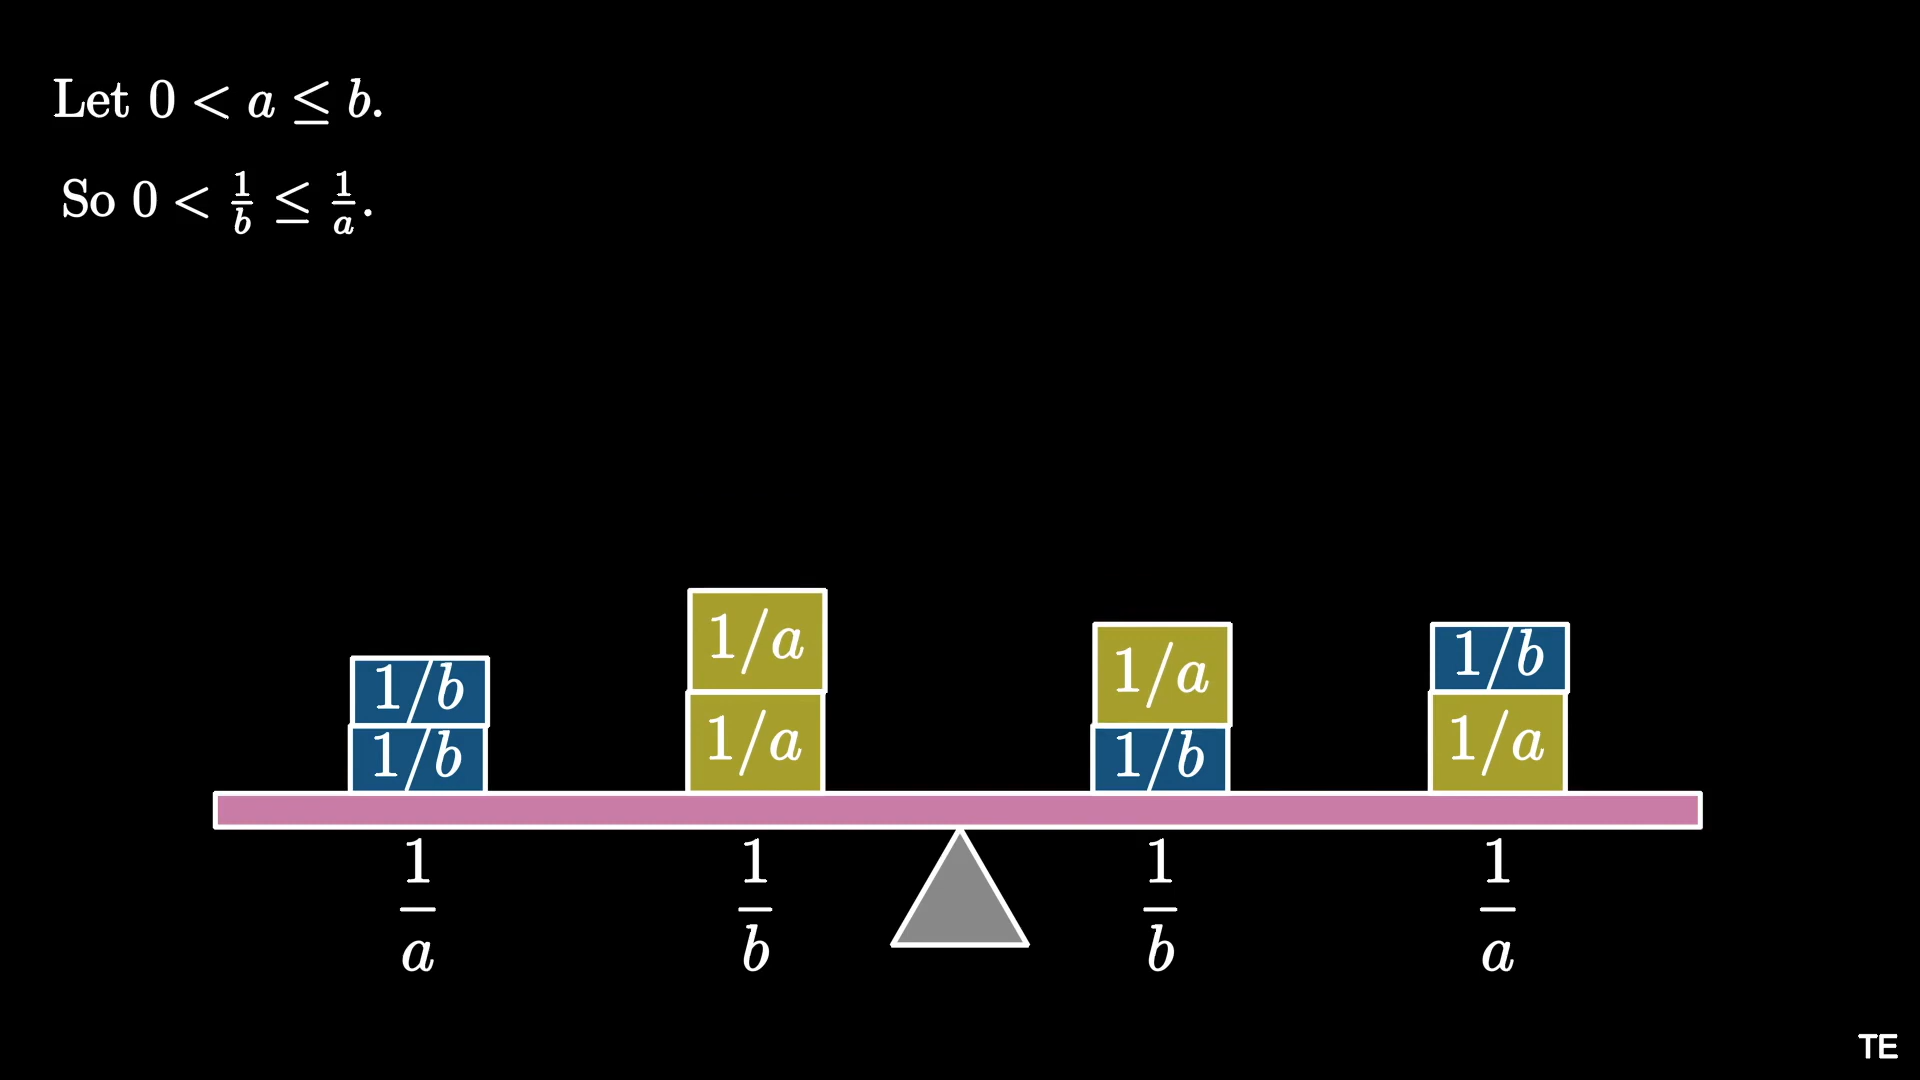 Let 0 < a ≤ b.
So 0 < 1/b ≤ 1/a.
1/b 1/a 1/a 1/b
1/b 1/a 1/b 1/a
1/a 1/b 1/b 1/a
TE